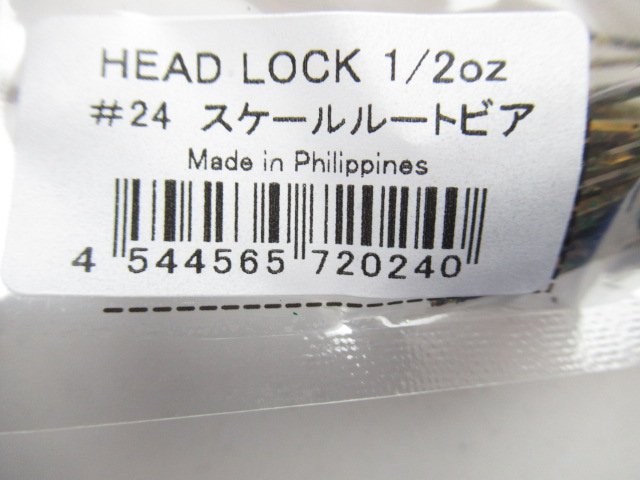 HEAD LOCK 1/2oz
#24 スケールルートビア
Made in Philippines
4 544565 720240